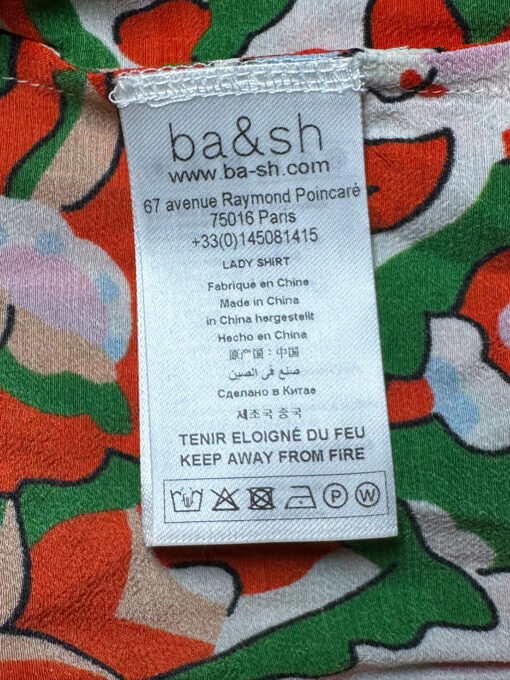 ba&sh
www.ba-sh.com
67 avenue Raymond Poincaré
75016 Paris
+33(0)145081415
LADY SHIRT
Fabriqué en Chine
Made in China
in China hergestellt
Hecho en China
原产国：中国
صنع في الصين
Сделано в Китае
제조국 중국
TENIR ELOIGNÉ DU FEU
KEEP AWAY FROM FIRE
P W